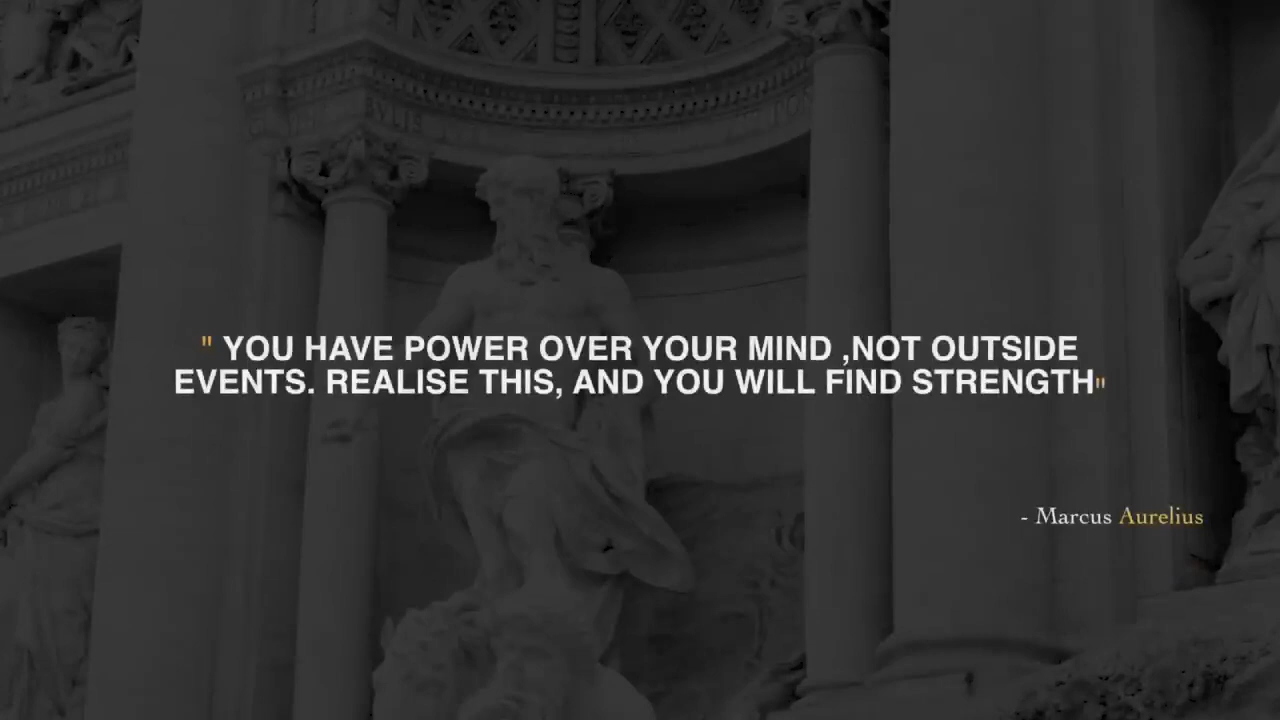 " YOU HAVE POWER OVER YOUR MIND ,NOT OUTSIDE
EVENTS. REALISE THIS, AND YOU WILL FIND STRENGTH"
- Marcus Aurelius